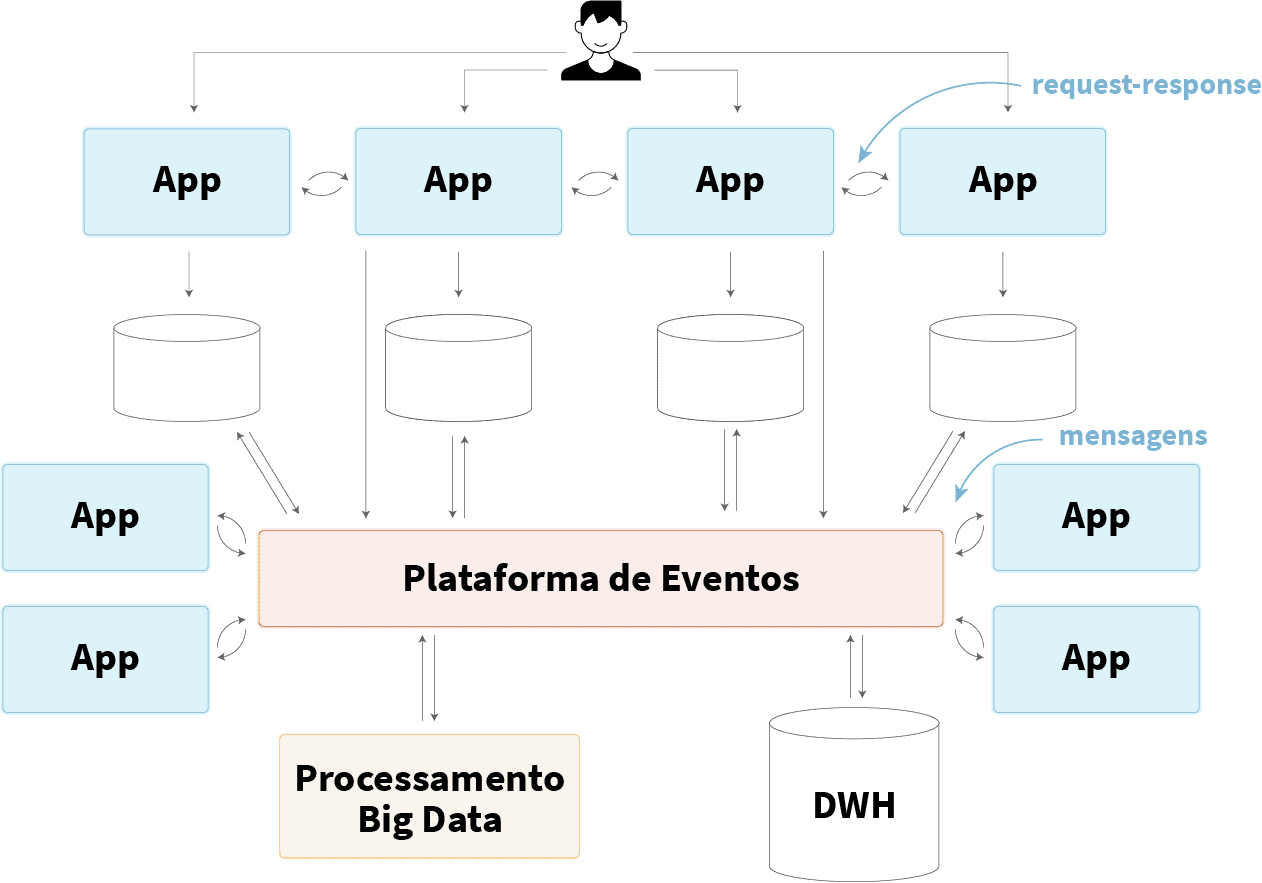 request-response
App
App
App
App
mensagens
App
App
Plataforma de Eventos
App
App
Processamento
Big Data
DWH